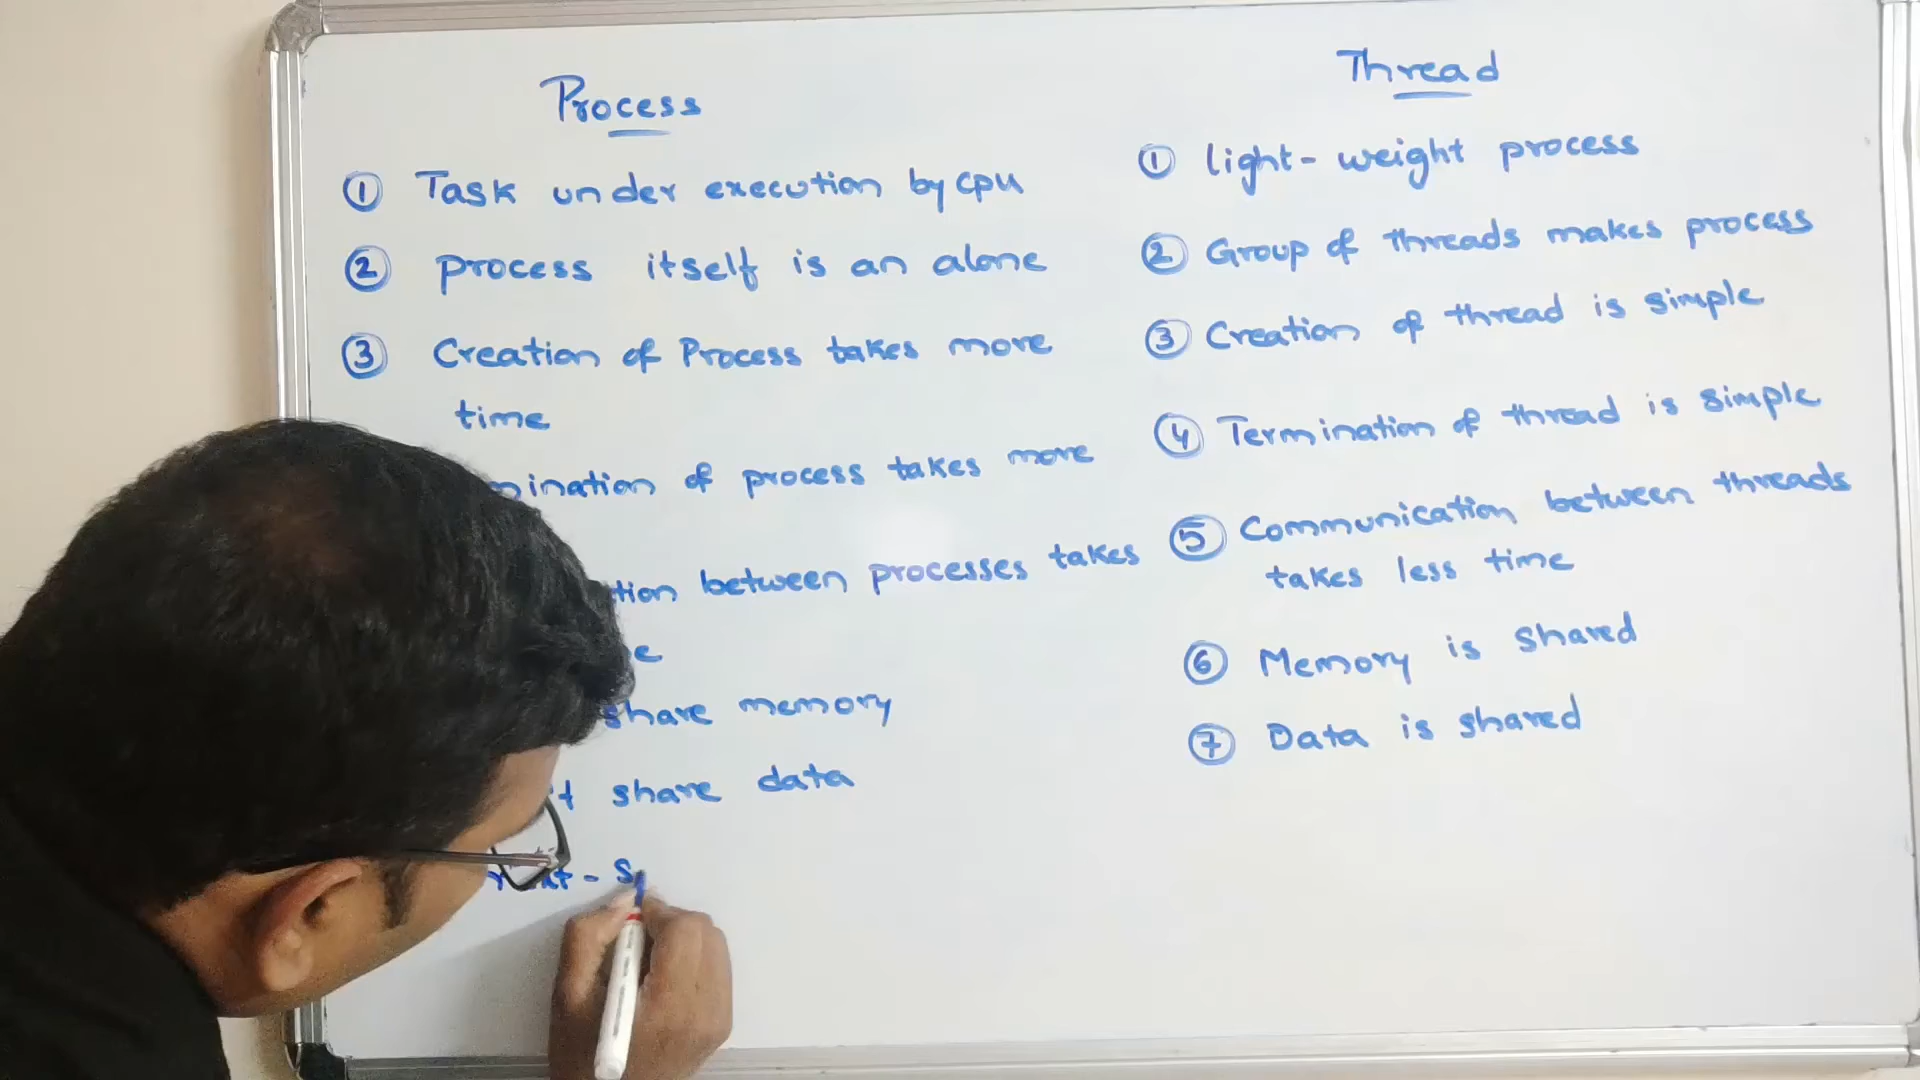 Process
① Task under execution by cpu
② process itself is an alone
③ Creation of Process takes more
time
mination of process takes more
tion between processes takes
share memory
share data
Thread
① light-weight process
② Group of threads makes process
③ Creation of thread is simple
④ Termination of thread is simple
⑤ Communication between threads
takes less time
⑥ Memory is shared
⑦ Data is shared